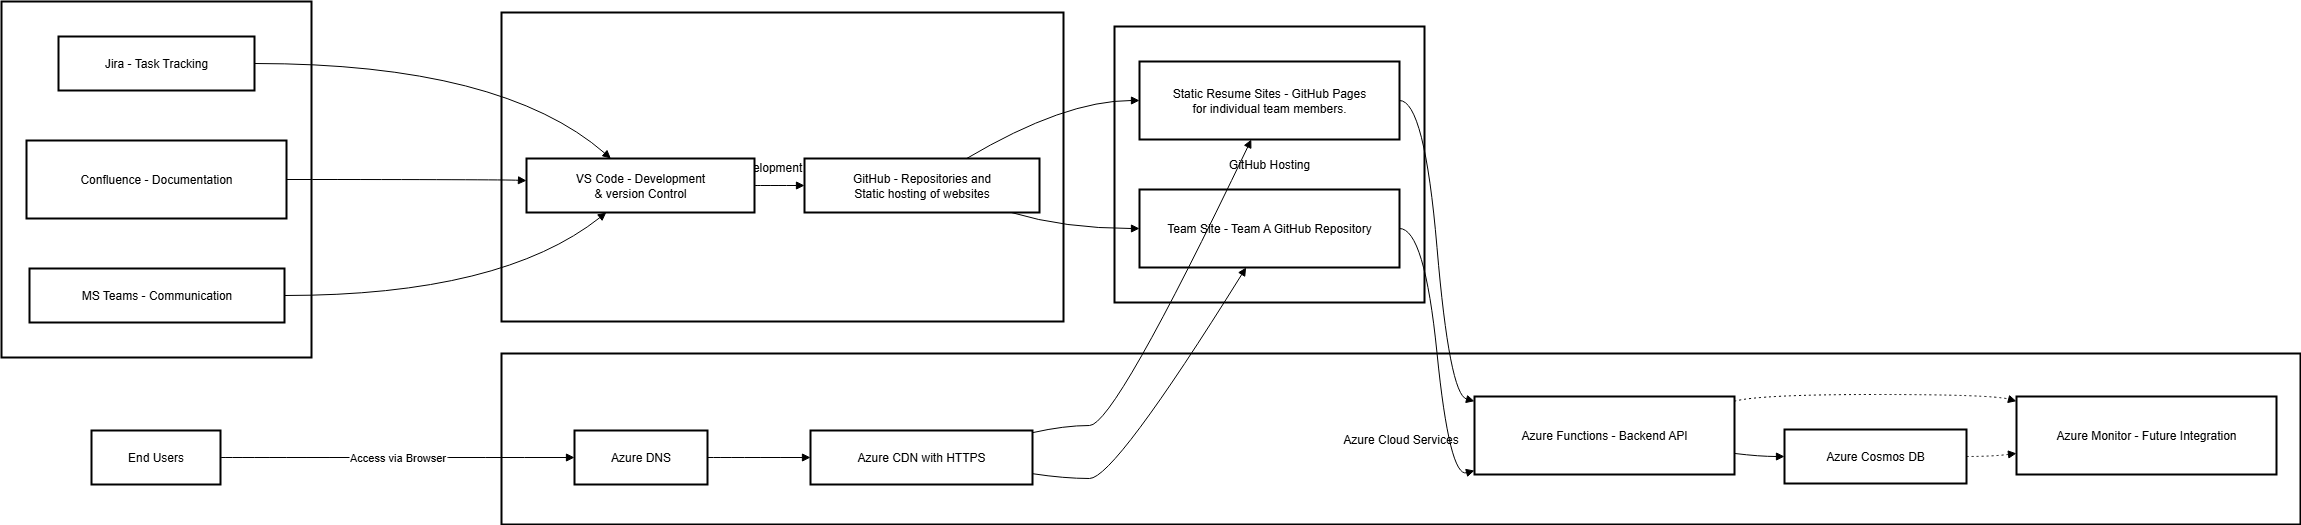 Jira - Task Tracking
Confluence - Documentation
MS Teams - Communication
VS Code - Development
& version Control
elopment
GitHub - Repositories and
Static hosting of websites
Static Resume Sites - GitHub Pages
for individual team members.
GitHub Hosting
Team Site - Team A GitHub Repository
End Users
Access via Browser
Azure DNS
Azure CDN with HTTPS
Azure Cloud Services
Azure Functions - Backend API
Azure Cosmos DB
Azure Monitor - Future Integration